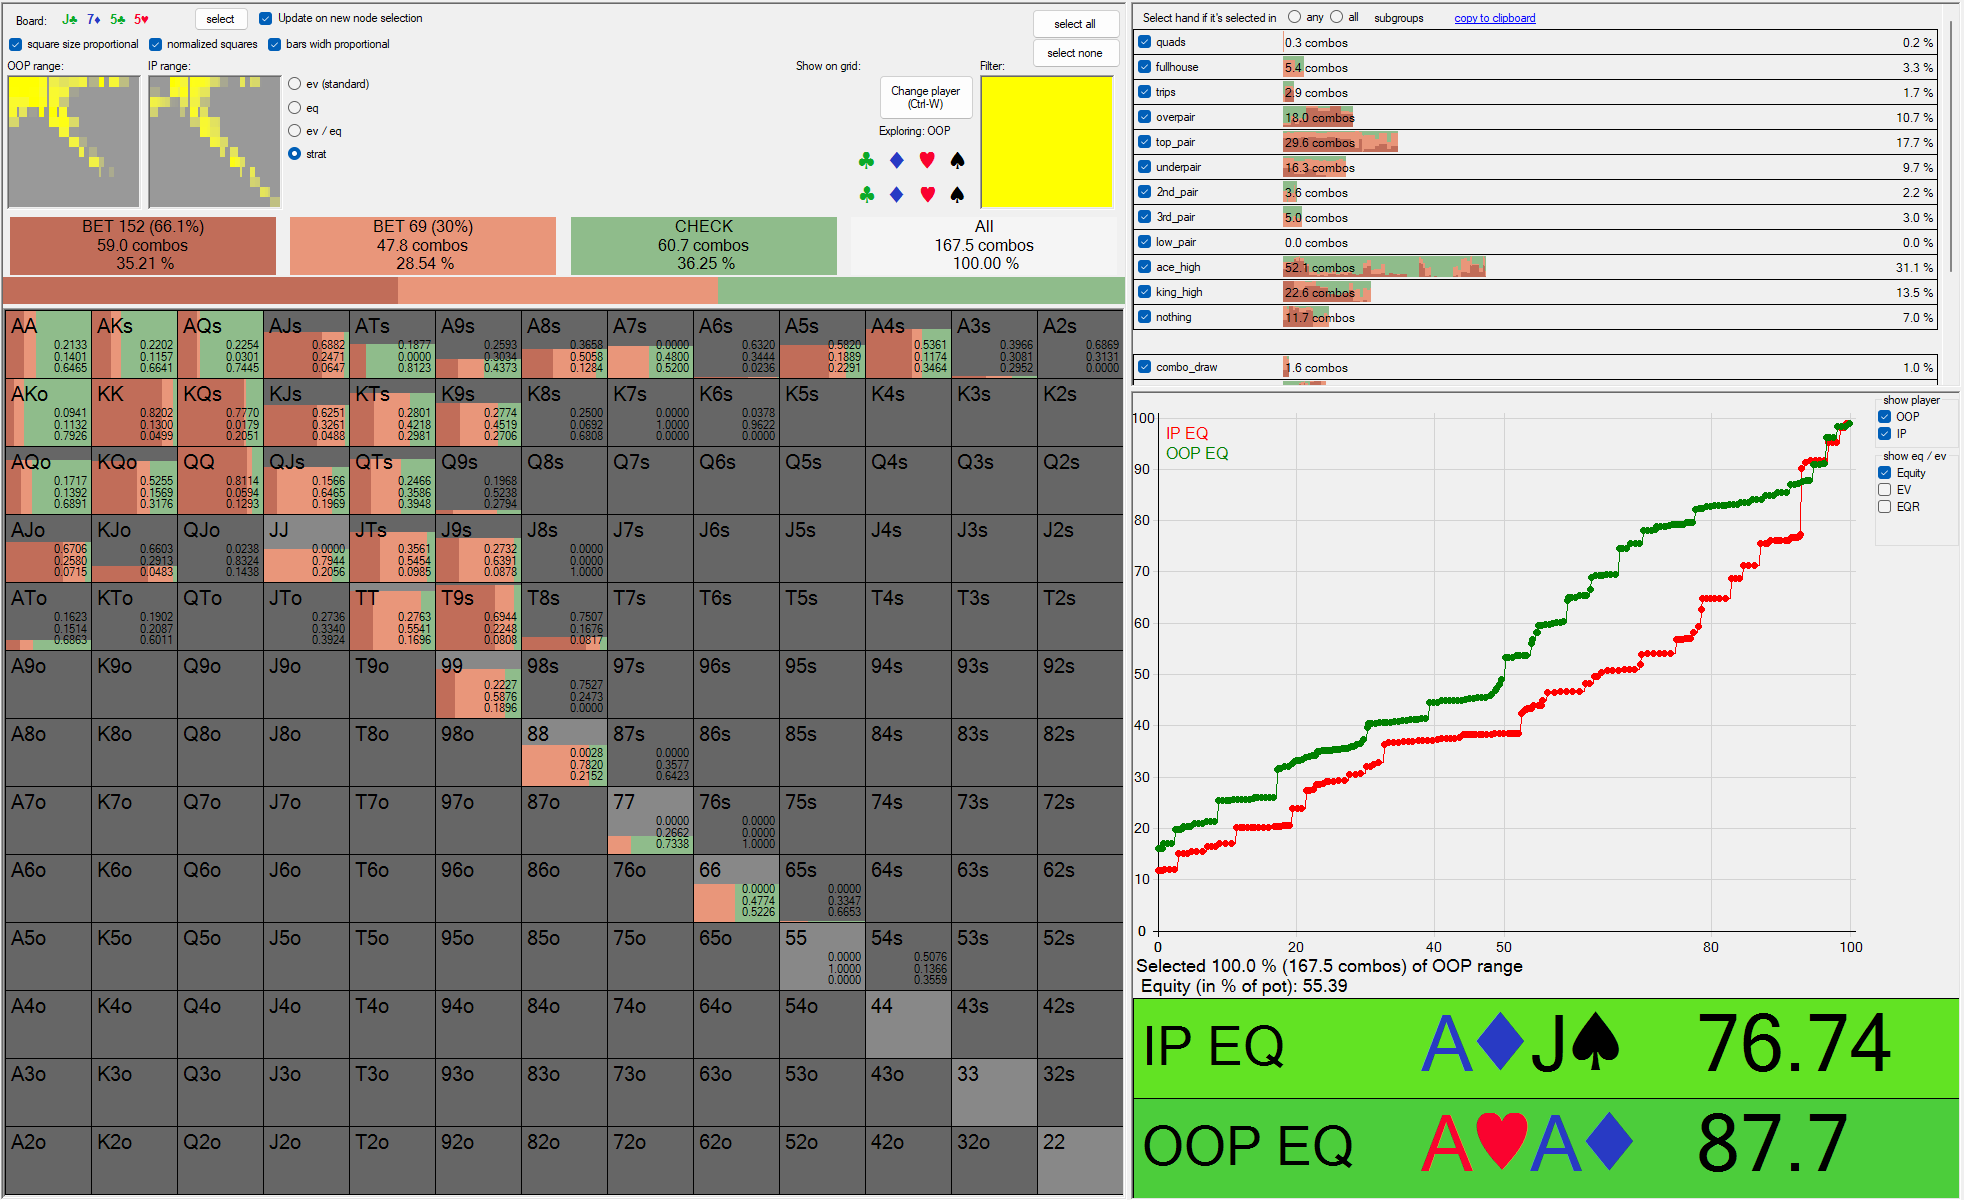 Board: J♣ 7♦ 5♣ 5♥ select Update on new node selection select all
square size proportional normalized squares bars widh proportional select none
OOP range: IP range: Show on grid: Filter:
ev (standard)
eq
ev / eq
strat
Change player
(Ctrl-W)
Exploring: OOP
♣ ♦ ♥ ♠
♣ ♦ ♥ ♠
BET 152 (66.1%) BET 69 (30%) CHECK All
59.0 combos 47.8 combos 60.7 combos 167.5 combos
35.21 % 28.54 % 36.25 % 100.00 %
AA AKs AQs AJs ATs A9s A8s A7s A6s A5s A4s A3s A2s
0.2133 0.2202 0.2254 0.6882 0.1877 0.2593 0.3658 0.0000 0.6320 0.5820 0.5361 0.3966 0.6869
0.1401 0.1157 0.0301 0.2471 0.0000 0.3034 0.5058 0.4800 0.3444 0.1889 0.1174 0.3081 0.3131
0.6465 0.6641 0.7445 0.0647 0.8123 0.4373 0.1284 0.5200 0.0236 0.2291 0.3464 0.2952 0.0000
AKo KK KQs KJs KTs K9s K8s K7s K6s K5s K4s K3s K2s
0.0941 0.8202 0.7770 0.6251 0.2801 0.2774 0.2500 0.0000 0.0378
0.1132 0.1300 0.0179 0.3261 0.4218 0.4519 0.0692 1.0000 0.9622
0.7926 0.0499 0.2051 0.0488 0.2981 0.2706 0.6808 0.0000 0.0000
AQo KQo QQ QJs QTs Q9s Q8s Q7s Q6s Q5s Q4s Q3s Q2s
0.1717 0.5255 0.8114 0.1566 0.2466 0.1968
0.1392 0.1569 0.0594 0.6465 0.3586 0.5238
0.6891 0.3176 0.1293 0.1969 0.3948 0.2794
AJo KJo QJo JJ JTs J9s J8s J7s J6s J5s J4s J3s J2s
0.6706 0.6603 0.0238 0.0000 0.3561 0.2732 0.0000
0.2580 0.2913 0.8324 0.7944 0.5454 0.6391 0.0000
0.0715 0.0483 0.1438 0.2056 0.0985 0.0878 1.0000
ATo KTo QTo JTo TT T9s T8s T7s T6s T5s T4s T3s T2s
0.1623 0.1902 0.2736 0.2763 0.6944 0.7507
0.1514 0.2087 0.3340 0.5541 0.2248 0.1676
0.6863 0.6011 0.3924 0.1696 0.0808 0.0817
A9o K9o Q9o J9o T9o 99 98s 97s 96s 95s 94s 93s 92s
0.2227 0.7527
0.5876 0.2473
0.1896 0.0000
A8o K8o Q8o J8o T8o 98o 88 87s 86s 85s 84s 83s 82s
0.0028 0.0000
0.7820 0.3577
0.2152 0.6423
A7o K7o Q7o J7o T7o 97o 87o 77 76s 75s 74s 73s 72s
0.0000 0.0000
0.2662 0.0000
0.7338 1.0000
A6o K6o Q6o J6o T6o 96o 86o 76o 66 65s 64s 63s 62s
0.0000 0.0000
0.4774 0.3347
0.5226 0.6653
A5o K5o Q5o J5o T5o 95o 85o 75o 65o 55 54s 53s 52s
0.0000 0.5076
1.0000 0.1366
0.0000 0.3559
A4o K4o Q4o J4o T4o 94o 84o 74o 64o 54o 44 43s 42s
A3o K3o Q3o J3o T3o 93o 83o 73o 63o 53o 43o 33 32s
A2o K2o Q2o J2o T2o 92o 82o 72o 62o 52o 42o 32o 22
Select hand if it's selected in any all subgroups copy to clipboard
quads 0.3 combos 0.2 %
fullhouse 5.4 combos 3.3 %
trips 2.9 combos 1.7 %
overpair 18.0 combos 10.7 %
top_pair 29.6 combos 17.7 %
underpair 16.3 combos 9.7 %
2nd_pair 3.6 combos 2.2 %
3rd_pair 5.0 combos 3.0 %
low_pair 0.0 combos 0.0 %
ace_high 52.1 combos 31.1 %
king_high 22.6 combos 13.5 %
nothing 11.7 combos 7.0 %
combo_draw 1.6 combos 1.0 %
show player
OOP
IP
show eq / ev
Equity
EV
EQR
IP EQ
OOP EQ
100
90
80
70
60
50
40
30
20
10
0
0 20 40 50 80 100
Selected 100.0 % (167.5 combos) of OOP range
Equity (in % of pot): 55.39
IP EQ A♦J♠ 76.74
OOP EQ A♥A♦ 87.7